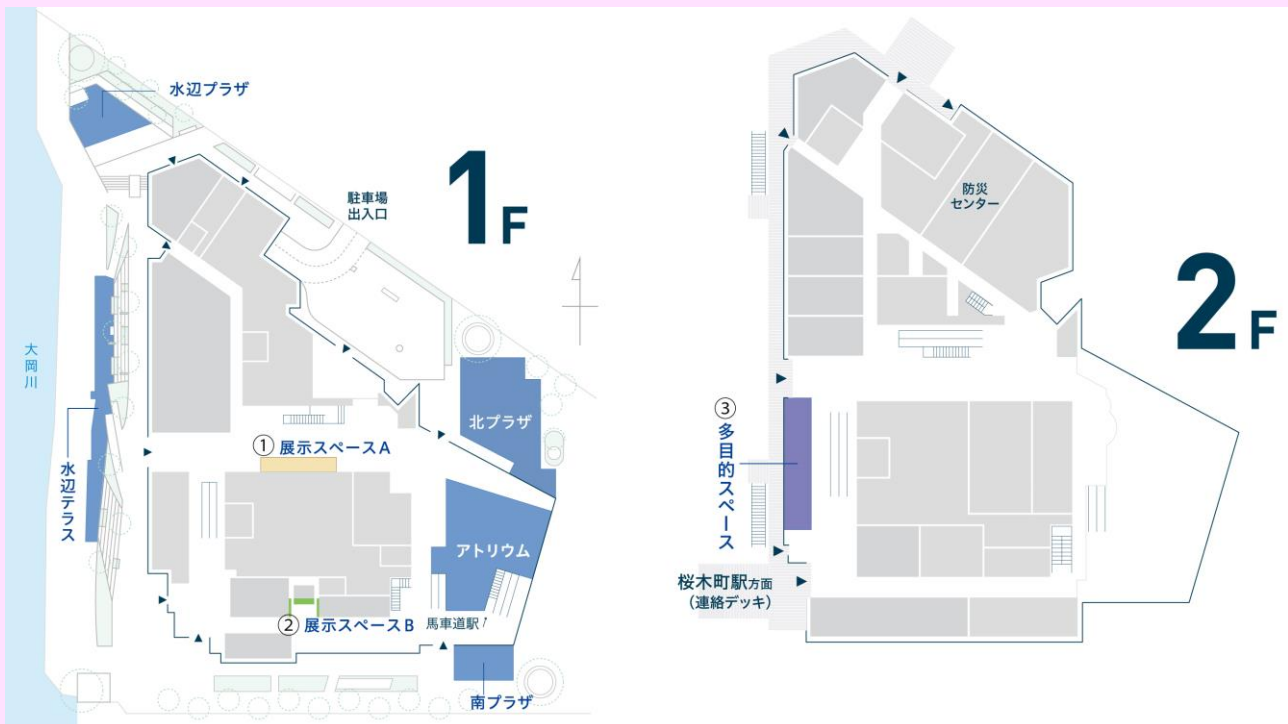 水辺プラザ
1F
駐車場
出入口
大岡川
北プラザ
① 展示スペースA
水辺テラス
アトリウム
② 展示スペースB
馬車道駅
南プラザ
2F
防災
センター
③多目的スペース
桜木町駅方面
(連絡デッキ)